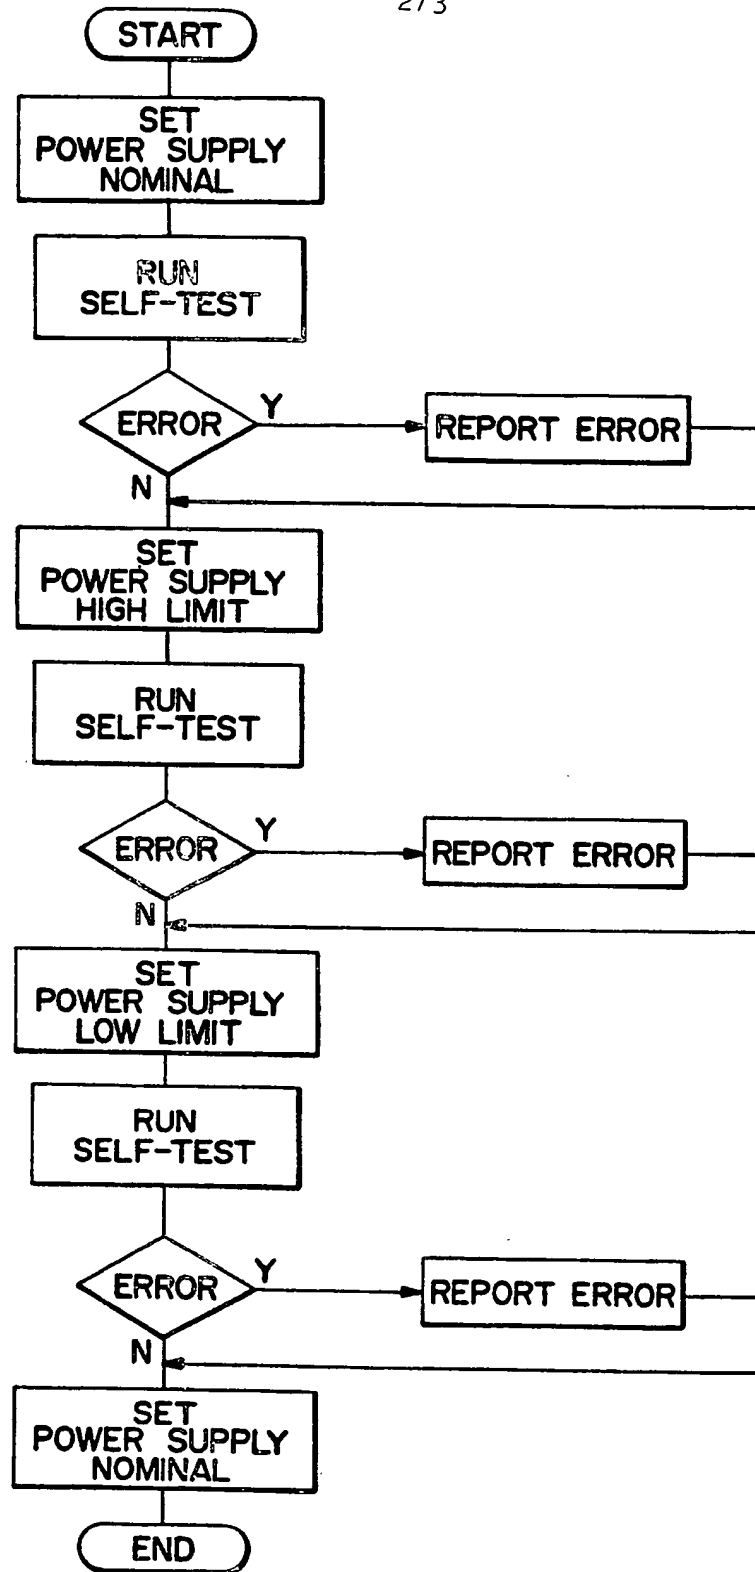 2/3
START
SET
POWER SUPPLY
NOMINAL
RUN
SELF-TEST
ERROR
Y
REPORT ERROR
N
SET
POWER SUPPLY
HIGH LIMIT
RUN
SELF-TEST
ERROR
Y
REPORT ERROR
N
SET
POWER SUPPLY
LOW LIMIT
RUN
SELF-TEST
ERROR
Y
REPORT ERROR
N
SET
POWER SUPPLY
NOMINAL
END